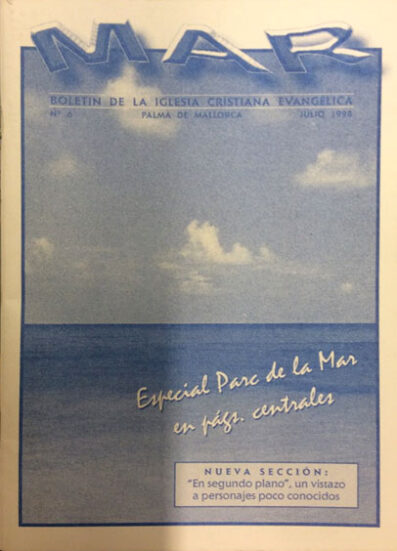 MAR
BOLETIN DE LA IGLESIA CRISTIANA EVANGELICA
Nº 6 PALMA DE MALLORCA JULIO 1998
Especial Parc de la Mar
en págs. centrales
NUEVA SECCIÓN:
"En segundo plano", un vistazo
a personajes poco conocidos